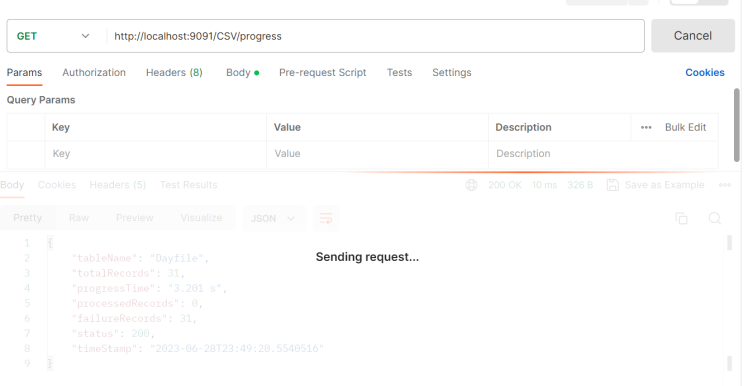 GET http://localhost:9091/CSV/progress Cancel
Params Authorization Headers (8) Body Pre-request Script Tests Settings Cookies
Query Params
Key Value Description ••• Bulk Edit
Key Value Description
Body Cookies Headers (5) Test Results 200 OK 10 ms 328 B Save as Example •••
Pretty Raw Preview Visualize JSON
1 {
2 "tableName": "Dayfile",
Sending request...
3 "totalRecords": 31,
4 "progressTime": "3.201 s",
5 "processedRecords": 0,
6 "failureRecords": 31,
7 "status": 200,
8 "timeStamp": "2023-06-28T23:49:20.5540516"
9 }